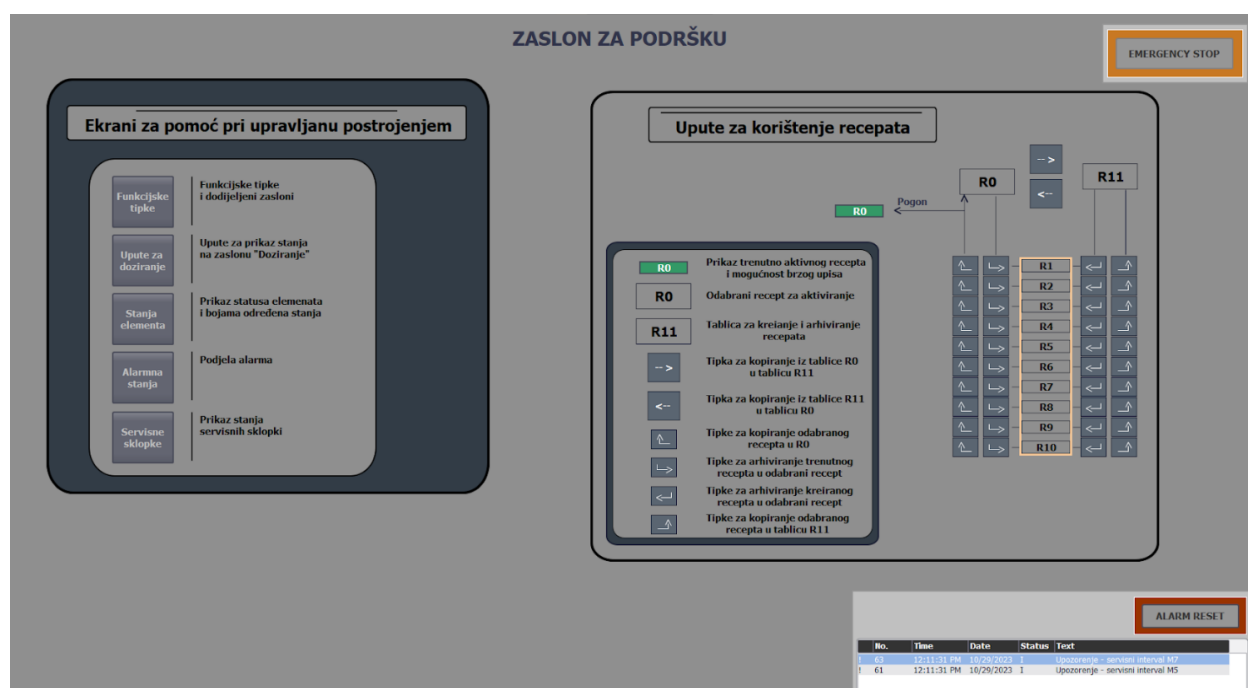 ZASLON ZA PODRŠKU
EMERGENCY STOP
Ekrani za pomoć pri upravljanu postrojenjem
Funkcijske
tipke
Funkcijske tipke
i dodijeljeni zasloni
Upute za
doziranje
Upute za prikaz stanja
na zaslonu "Doziranje"
Stanja
elementa
Prikaz statusa elemenata
i bojama određena stanja
Alarmna
stanja
Podjela alarma
Servisne
sklopke
Prikaz stanja
servisnih sklopki
Upute za korištenje recepata
-->
<--
R0
R11
Pogon
R0
R0
Prikaz trenutno aktivnog recepta
i mogućnost brzog upisa
R0
Odabrani recept za aktiviranje
R11
Tablica za kreianje i arhiviranje
recepata
-->
Tipka za kopiranje iz tablice R0
u tablicu R11
<--
Tipka za kopiranje iz tablice R11
u tablicu R0
Tipke za kopiranje odabranog
recepta u R0
Tipke za arhiviranje trenutnog
recepta u odabrani recept
Tipke za arhiviranje kreiranog
recepta u odabrani recept
Tipke za kopiranje odabranog
recepta u tablicu R11
R1
R2
R3
R4
R5
R6
R7
R8
R9
R10
ALARM RESET
No. Time Date Status Text
! 63 12:11:31 PM 10/29/2023 I Upozorenje - servisni interval M7
! 61 12:11:31 PM 10/29/2023 I Upozorenje - servisni interval M5